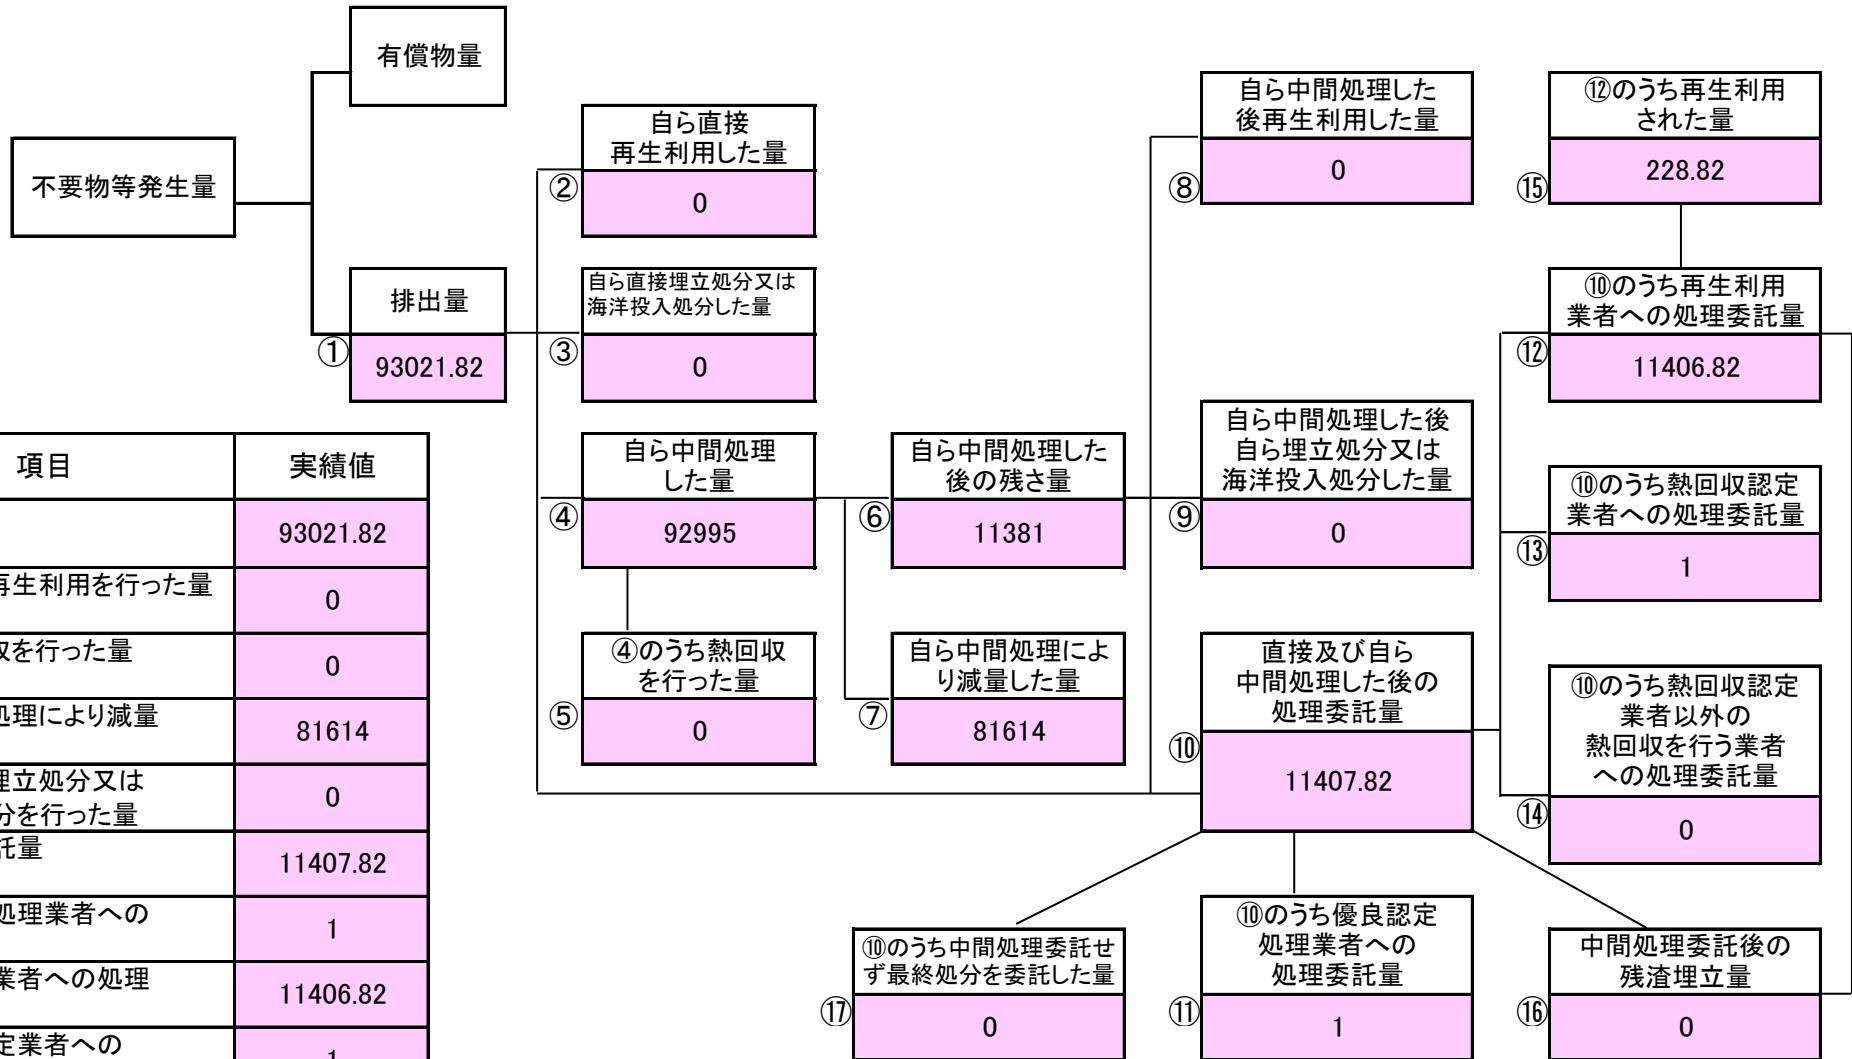 有償物量
不要物等発生量
排出量
①
93021.82
自ら直接
再生利用した量
②
0
自ら直接埋立処分又は
海洋投入処分した量
③
0
自ら中間処理
した量
④
92995
④のうち熱回収
を行った量
⑤
0
自ら中間処理した
後の残さ量
⑥
11381
自ら中間処理によ
り減量した量
⑦
81614
自ら中間処理した
後再生利用した量
⑧
0
自ら中間処理した後
自ら埋立処分又は
海洋投入処分した量
⑨
0
直接及び自ら
中間処理した後の
処理委託量
⑩
11407.82
⑫のうち再生利用
された量
⑮
228.82
⑩のうち再生利用
業者への処理委託量
⑫
11406.82
⑩のうち熱回収認定
業者への処理委託量
⑬
1
⑩のうち熱回収認定
業者以外の
熱回収を行う業者
への処理委託量
⑭
0
⑩のうち中間処理委託せ
ず最終処分を委託した量
⑰
0
⑩のうち優良認定
処理業者への
処理委託量
⑪
1
中間処理委託後の
残渣埋立量
⑯
0
項目 実績値
93021.82
再生利用を行った量
0
を行った量
0
処理により減量
81614
埋立処分又は
分を行った量
0
託量
11407.82
処理業者への
1
業者への処理
11406.82
定業者への
1